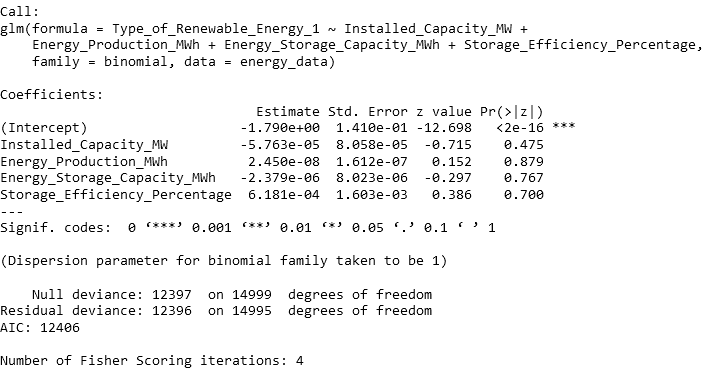 Call:
glm(formula = Type_of_Renewable_Energy_1 ~ Installed_Capacity_MW +
    Energy_Production_MWh + Energy_Storage_Capacity_MWh + Storage_Efficiency_Percentage,
    family = binomial, data = energy_data)

Coefficients:
                                Estimate Std. Error z value Pr(>|z|)
(Intercept)                   -1.790e+00  1.410e-01 -12.698   <2e-16 ***
Installed_Capacity_MW         -5.763e-05  8.058e-05  -0.715    0.475
Energy_Production_MWh          2.450e-08  1.612e-07   0.152    0.879
Energy_Storage_Capacity_MWh   -2.379e-06  8.023e-06  -0.297    0.767
Storage_Efficiency_Percentage  6.181e-04  1.603e-03   0.386    0.700
---
Signif. codes:  0 ‘***’ 0.001 ‘**’ 0.01 ‘*’ 0.05 ‘.’ 0.1 ‘ ’ 1

(Dispersion parameter for binomial family taken to be 1)

    Null deviance: 12397  on 14999  degrees of freedom
Residual deviance: 12396  on 14995  degrees of freedom
AIC: 12406

Number of Fisher Scoring iterations: 4